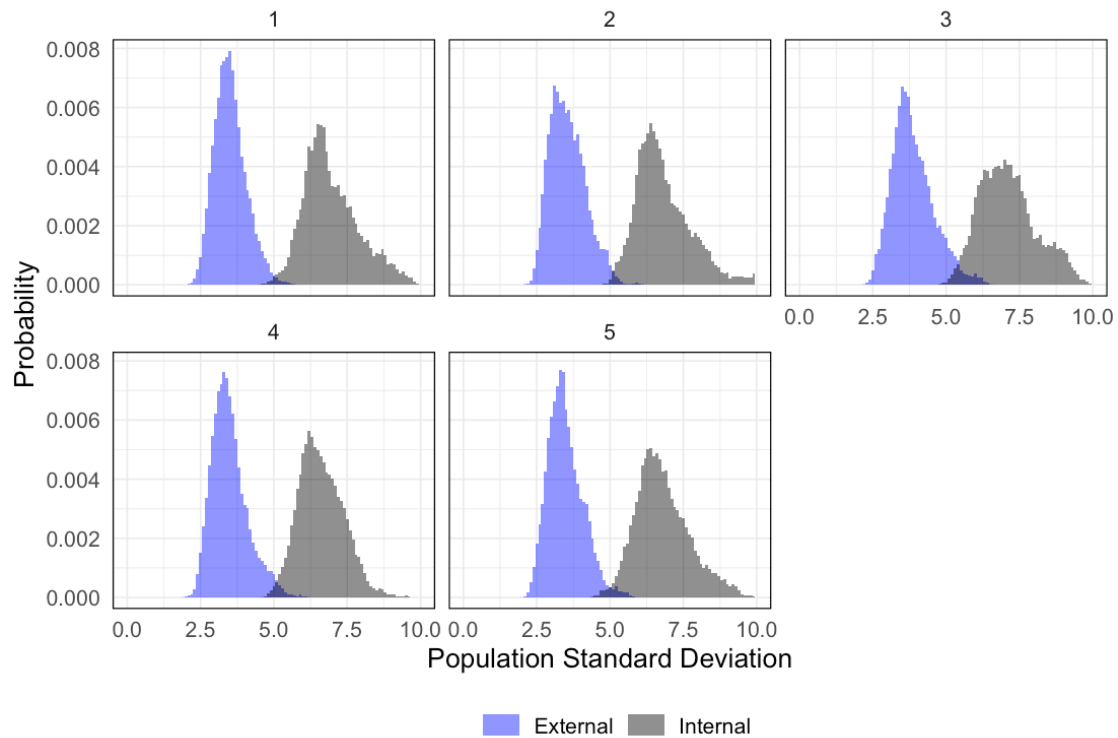 1 2 3
0.008
0.006
0.004
0.002
0.000
0.0 2.5 5.0 7.5 10.0
Probability
4 5
0.008
0.006
0.004
0.002
0.000
0.0 2.5 5.0 7.5 10.0 0.0 2.5 5.0 7.5 10.0
Population Standard Deviation
External Internal